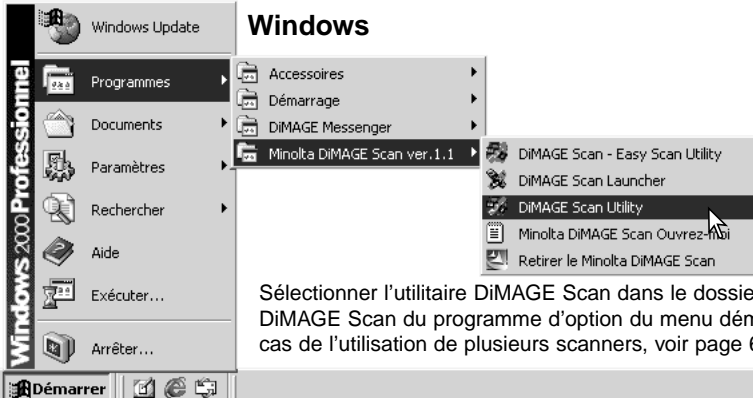 Windows
Windows 2000 Professionnel
Windows Update
Programmes
Documents
Paramètres
Rechercher
Aide
Exécuter...
Arrêter...
Démarrer
Accessoires
Démarrage
DiMAGE Messenger
Minolta DiMAGE Scan ver.1.1
DiMAGE Scan - Easy Scan Utility
DiMAGE Scan Launcher
DiMAGE Scan Utility
Minolta DiMAGE Scan Ouvrez-moi
Retirer le Minolta DiMAGE Scan
Sélectionner l’utilitaire DiMAGE Scan dans le dossie
DiMAGE Scan du programme d’option du menu dém
cas de l’utilisation de plusieurs scanners, voir page 6